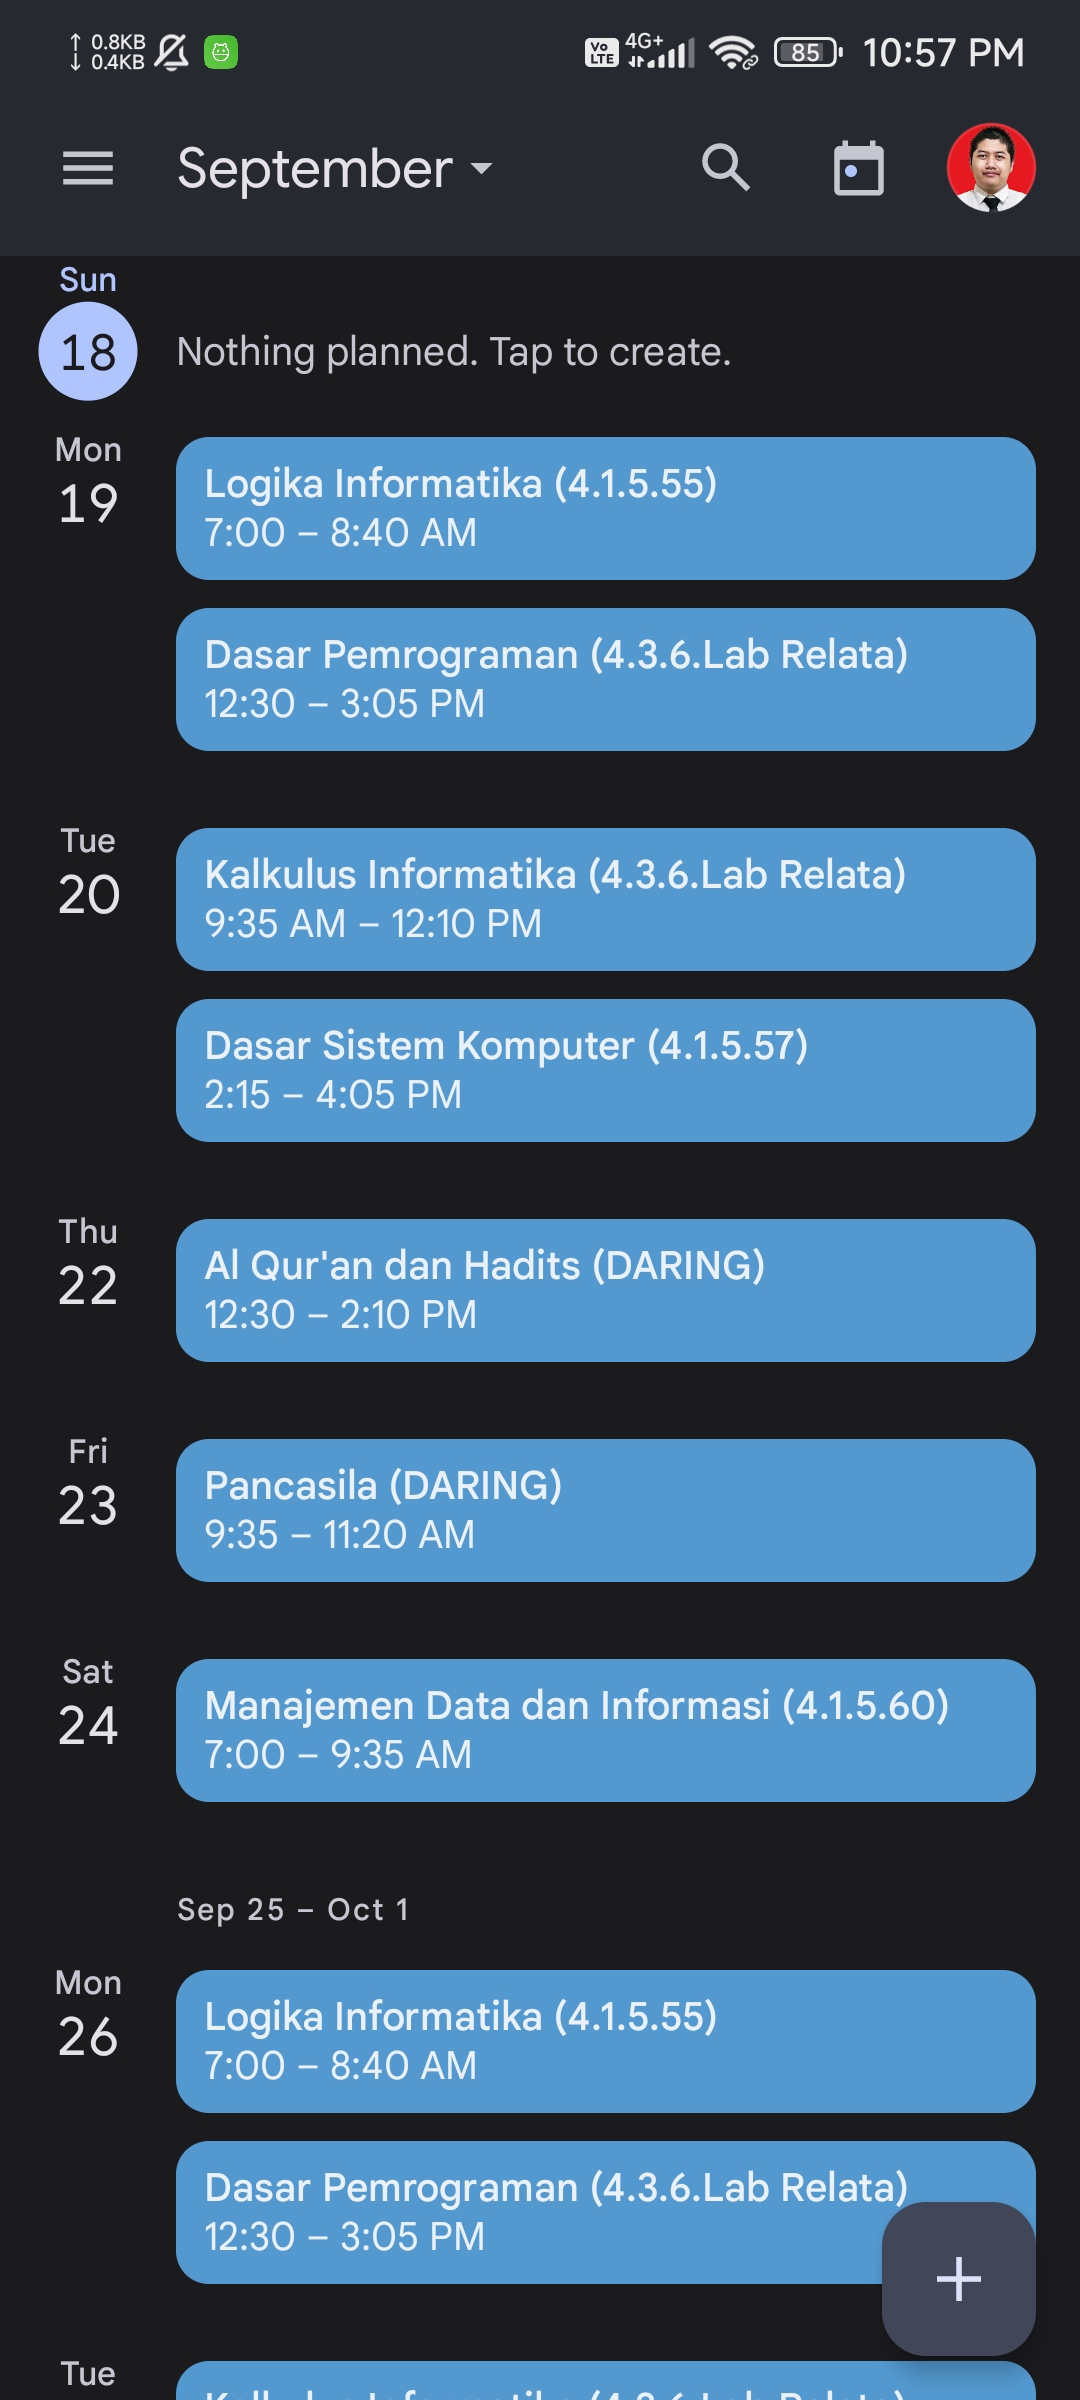 0.8KB
0.4KB
Vo LTE 4G+ 85 10:57 PM
September
Sun
18 Nothing planned. Tap to create.
Mon
19
Logika Informatika (4.1.5.55)
7:00 – 8:40 AM
Dasar Pemrograman (4.3.6.Lab Relata)
12:30 – 3:05 PM
Tue
20
Kalkulus Informatika (4.3.6.Lab Relata)
9:35 AM – 12:10 PM
Dasar Sistem Komputer (4.1.5.57)
2:15 – 4:05 PM
Thu
22
Al Qur'an dan Hadits (DARING)
12:30 – 2:10 PM
Fri
23
Pancasila (DARING)
9:35 – 11:20 AM
Sat
24
Manajemen Data dan Informasi (4.1.5.60)
7:00 – 9:35 AM
Sep 25 – Oct 1
Mon
26
Logika Informatika (4.1.5.55)
7:00 – 8:40 AM
Dasar Pemrograman (4.3.6.Lab Relata)
12:30 – 3:05 PM
Tue